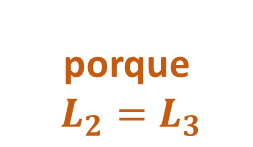 porque
L₂ = L₃